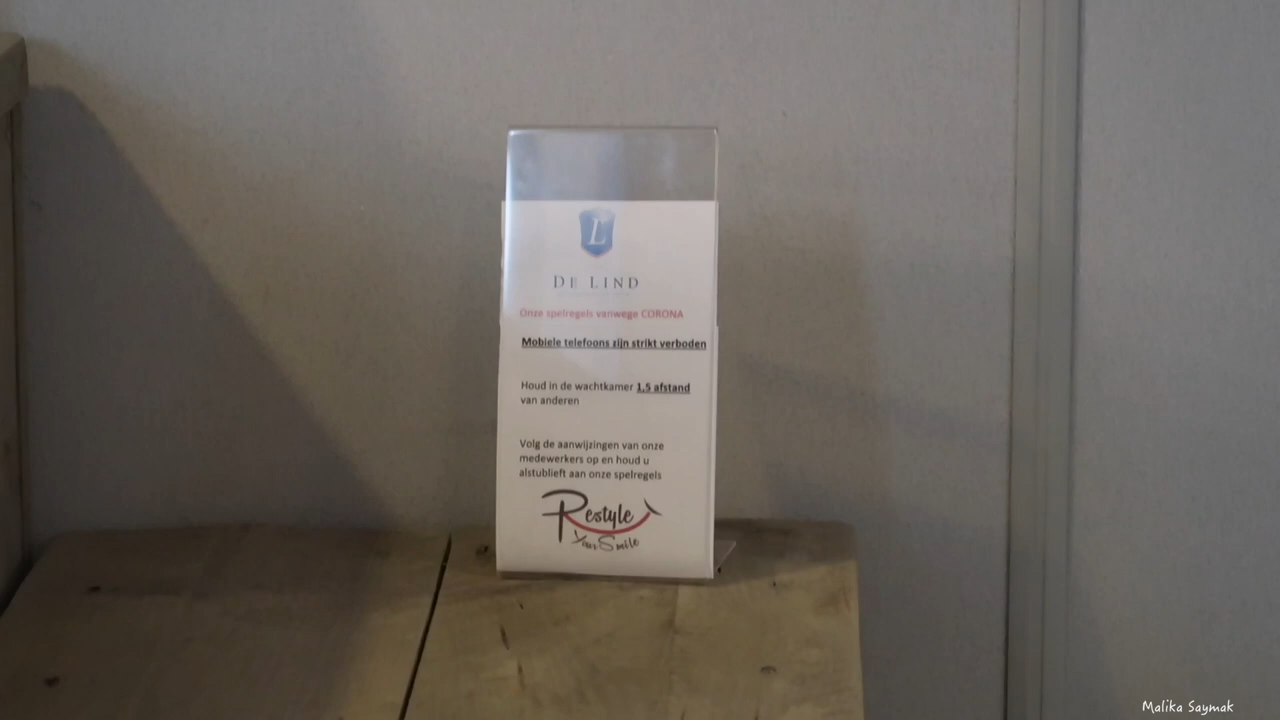 L
DE LIND
Onze spelregels vanwege CORONA
Mobiele telefoons zijn strikt verboden
Houd in de wachtkamer 1,5 afstand
van anderen
Volg de aanwijzingen van onze
medewerkers op en houd u
alstublieft aan onze spelregels
Restyle
Your Smile
Malika Saymak